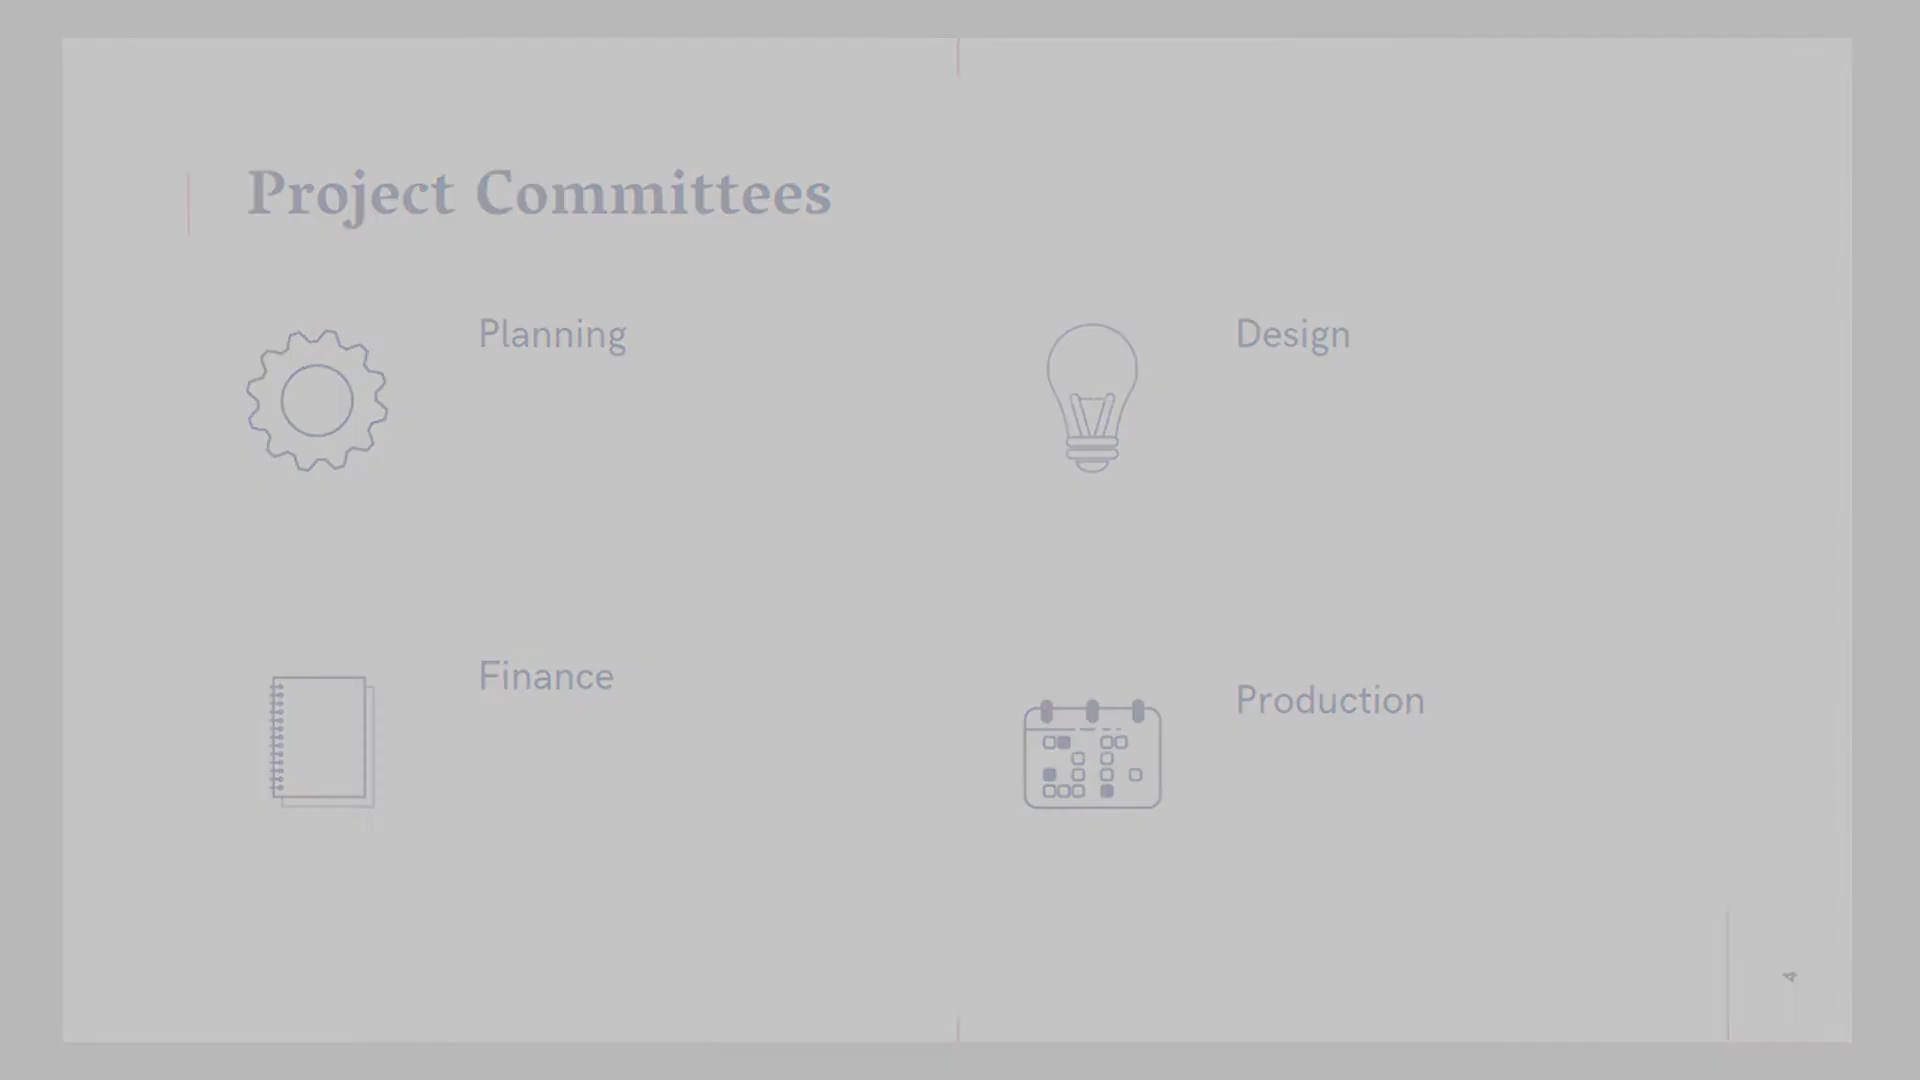 Project Committees
Planning
Design
Finance
Production
4